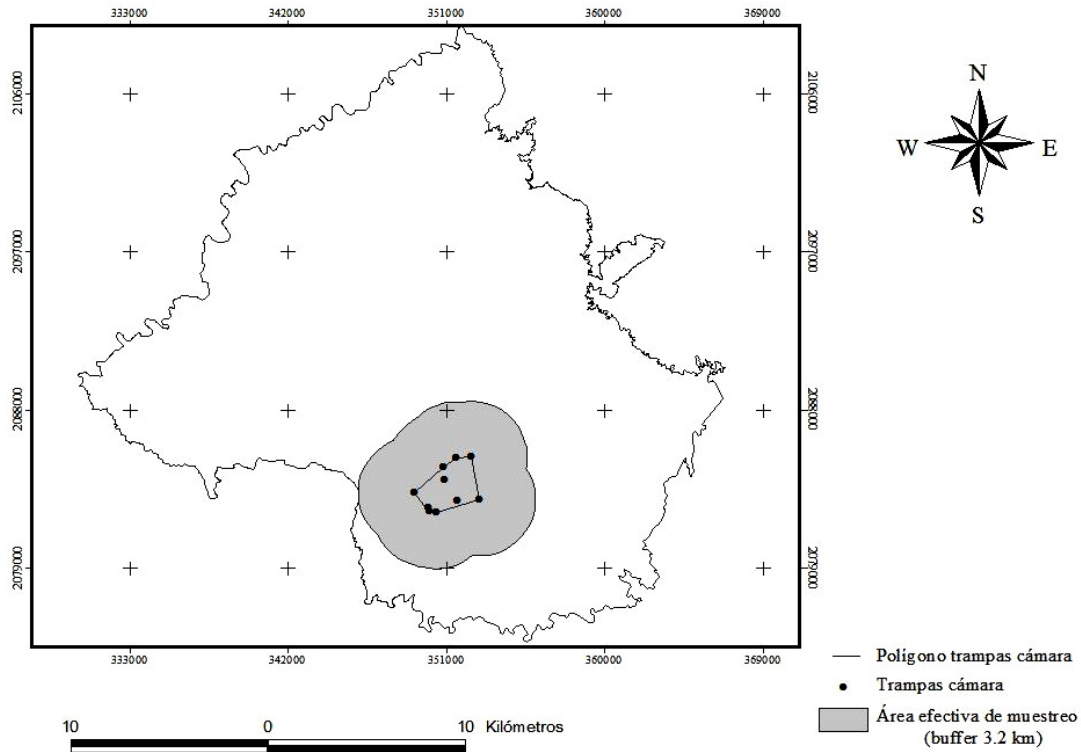 333000 342000 351000 360000 369000
2106000 2106000
2097000 2097000
2088000 2088000
2079000 2079000
333000 342000 351000 360000 369000
N
W E
S
Polígono trampas cámara
Trampas cámara
Área efectiva de muestreo
(buffer 3.2 km)
10 0 10 Kilómetros